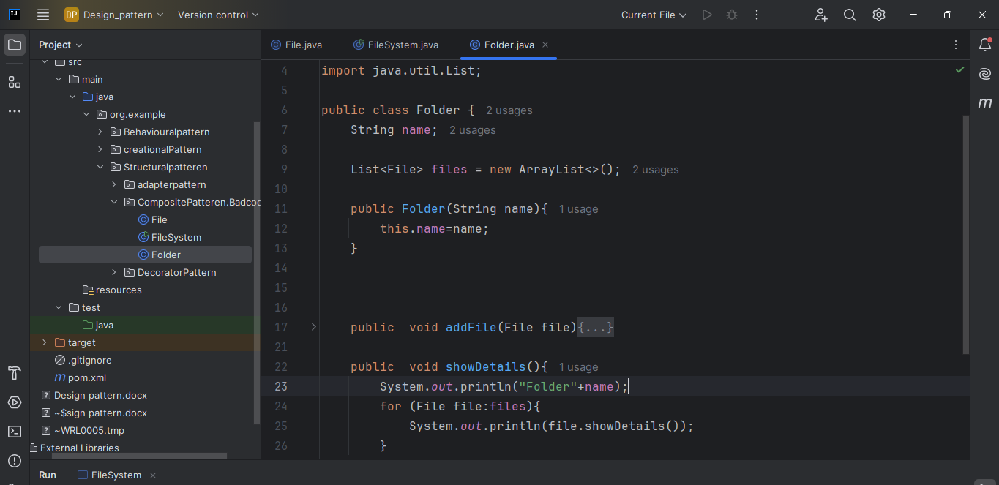 DP Design_pattern Version control Current File
Project
File.java FileSystem.java Folder.java
src
main
java
org.example
Behaviouralpattern
creationalPattern
Structuralpatteren
adapterpattern
CompositePatteren.Badcoc
File
FileSystem
Folder
DecoratorPattern
resources
test
java
target
.gitignore
m pom.xml
Design pattern.docx
~$sign pattern.docx
~WRL0005.tmp
External Libraries
4 import java.util.List;
5
6 public class Folder { 2 usages
7 String name; 2 usages
8
9 List<File> files = new ArrayList<>(); 2 usages
10
11 public Folder(String name){ 1 usage
12 this.name=name;
13 }
14
15
16
17 public  void addFile(File file){...}
21
22 public  void showDetails(){ 1 usage
23 System.out.println("Folder"+name);
24 for (File file:files){
25 System.out.println(file.showDetails());
26 }
m
Run FileSystem